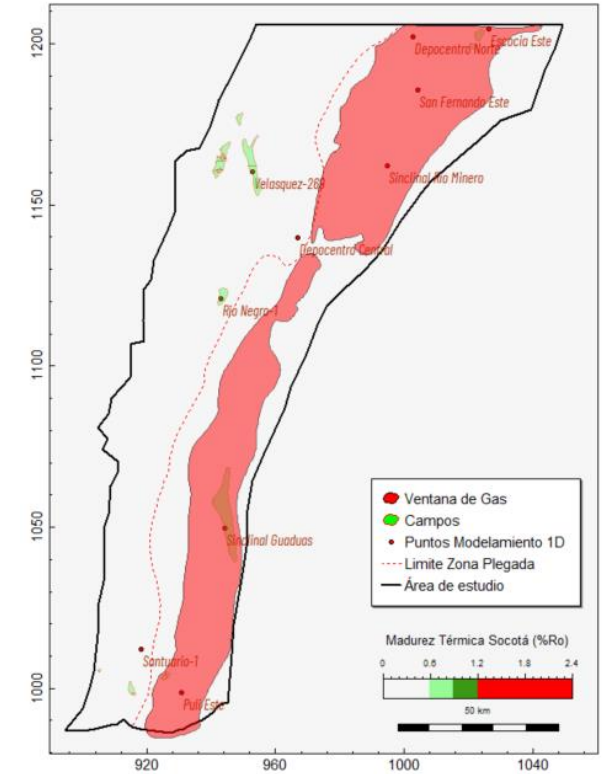 1200
1150
1100
1050
1000
Depocentro Norte
Escocia Este
San Fernando Este
Sinclinal Rio Minero
Velasquez-269
Depocentro Central
Rio Negro-1
Sinclinal Guaduas
Santuario-1
Puli Este
Ventana de Gas
Campos
Puntos Modelamiento 1D
Limite Zona Plegada
Área de estudio
Madurez Térmica Socotá (%Ro)
0 0.6 1.2 1.8 2.4
50 km
920 960 1000 1040